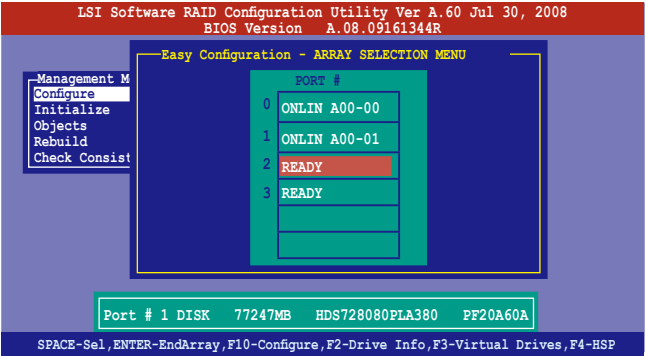 LSI Software RAID Configuration Utility Ver A.60 Jul 30, 2008
BIOS Version A.08.09161344R
Easy Configuration - ARRAY SELECTION MENU
Management M
Configure
Initialize
Objects
Rebuild
Check Consist
PORT #
0 ONLIN A00-00
1 ONLIN A00-01
2 READY
3 READY
Port # 1 DISK 77247MB HDS728080PLA380 PF20A60A
SPACE-Sel,ENTER-EndArray,F10-Configure,F2-Drive Info,F3-Virtual Drives,F4-HSP